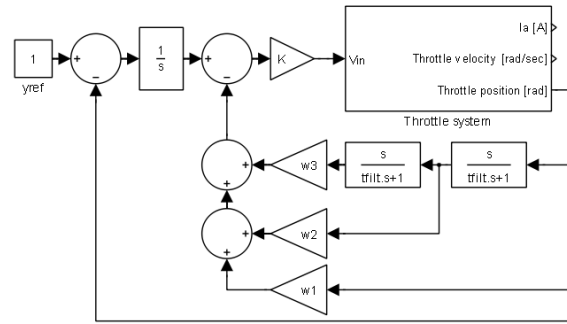 Ia [A]
1
yref
+
−
1
s
+
−
K
Vin
Throttle velocity [rad/sec]
Throttle position [rad]
Throttle system
+
+
w3
s
tfilt.s+1
s
tfilt.s+1
+
+
w2
w1